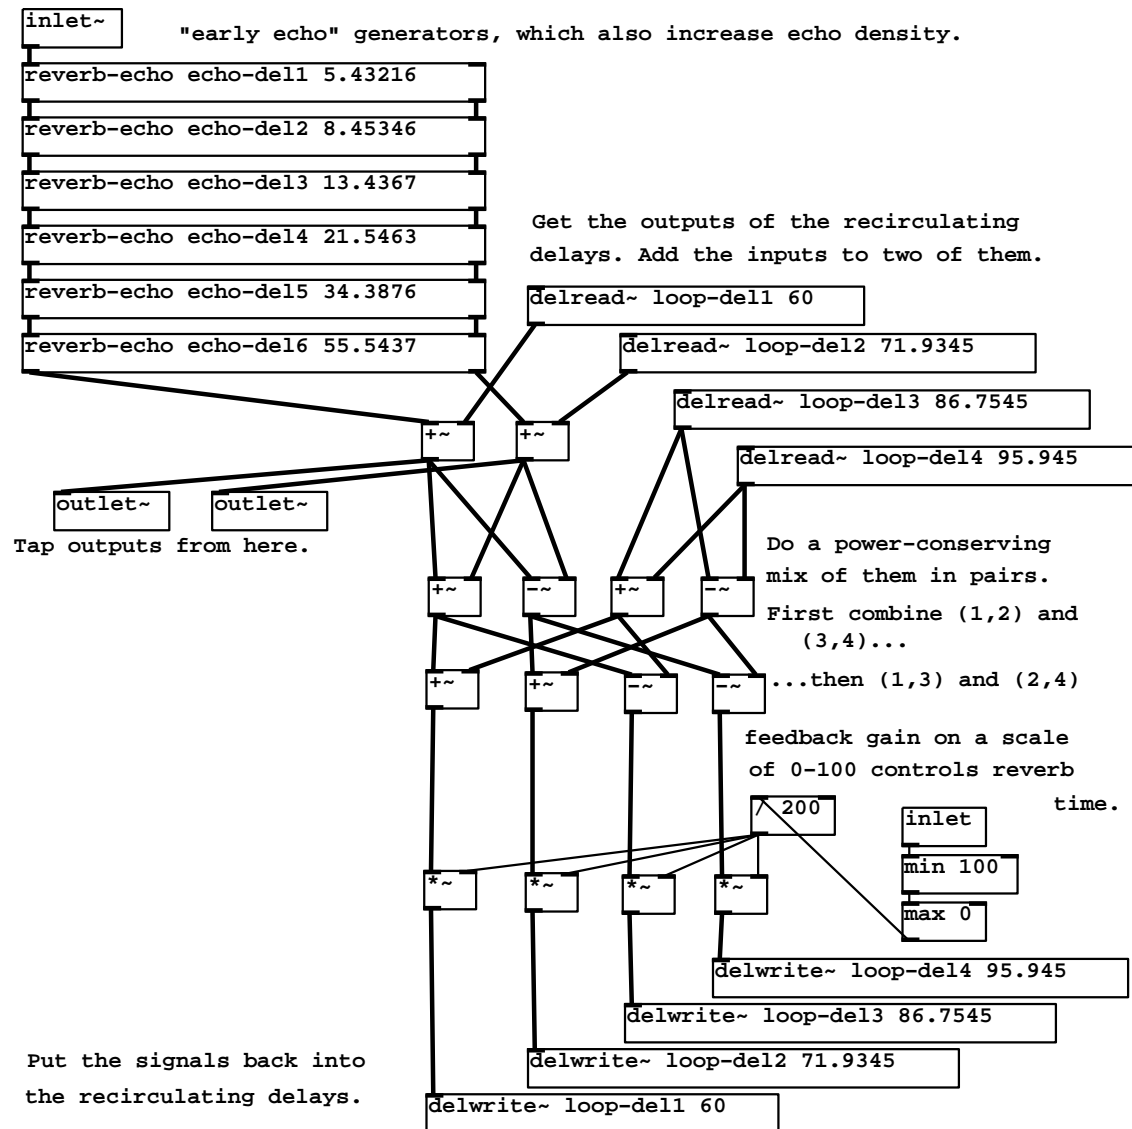 inlet~
"early echo" generators, which also increase echo density.
reverb-echo echo-del1 5.43216
reverb-echo echo-del2 8.45346
reverb-echo echo-del3 13.4367
reverb-echo echo-del4 21.5463
reverb-echo echo-del5 34.3876
reverb-echo echo-del6 55.5437
Get the outputs of the recirculating
delays. Add the inputs to two of them.
delread~ loop-del1 60
delread~ loop-del2 71.9345
delread~ loop-del3 86.7545
delread~ loop-del4 95.945
+~
+~
outlet~
outlet~
Tap outputs from here.
Do a power-conserving
mix of them in pairs.
+~
-~
+~
-~
First combine (1,2) and
(3,4)...
+~
+~
-~
-~
...then (1,3) and (2,4)
feedback gain on a scale
of 0-100 controls reverb
time.
/ 200
inlet
min 100
max 0
*~
*~
*~
*~
delwrite~ loop-del4 95.945
delwrite~ loop-del3 86.7545
delwrite~ loop-del2 71.9345
delwrite~ loop-del1 60
Put the signals back into
the recirculating delays.